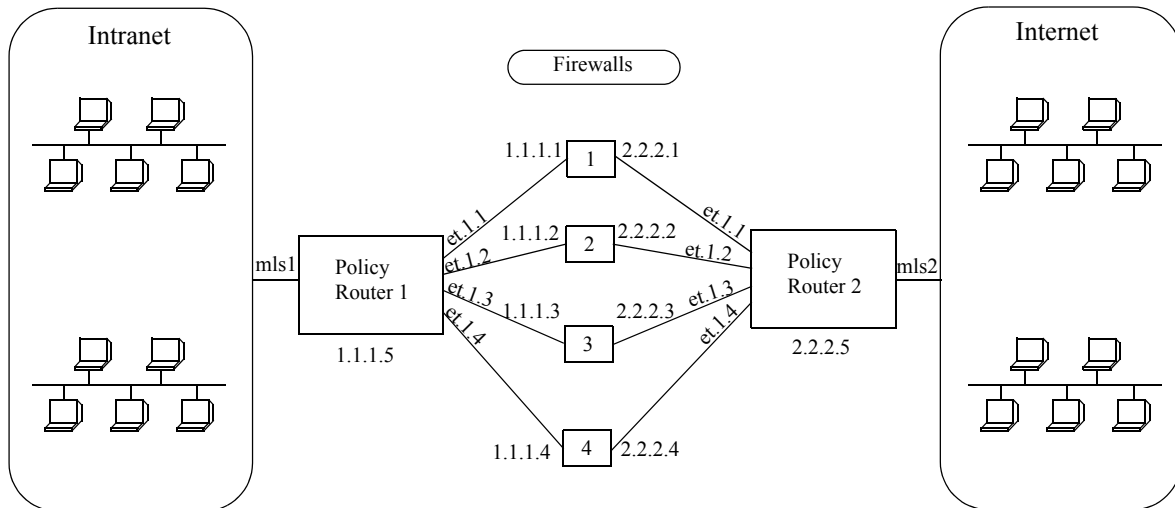 Intranet
Internet
Firewalls
1.1.1.1
1
2.2.2.1
et.1.1
et.1.1
1.1.1.2
2
2.2.2.2
et.1.2
et.1.2
mls1
Policy
Router 1
Policy
Router 2
mls2
et.1.3
1.1.1.3
3
2.2.2.3
et.1.3
et.1.4
et.1.4
1.1.1.5
2.2.2.5
1.1.1.4
4
2.2.2.4